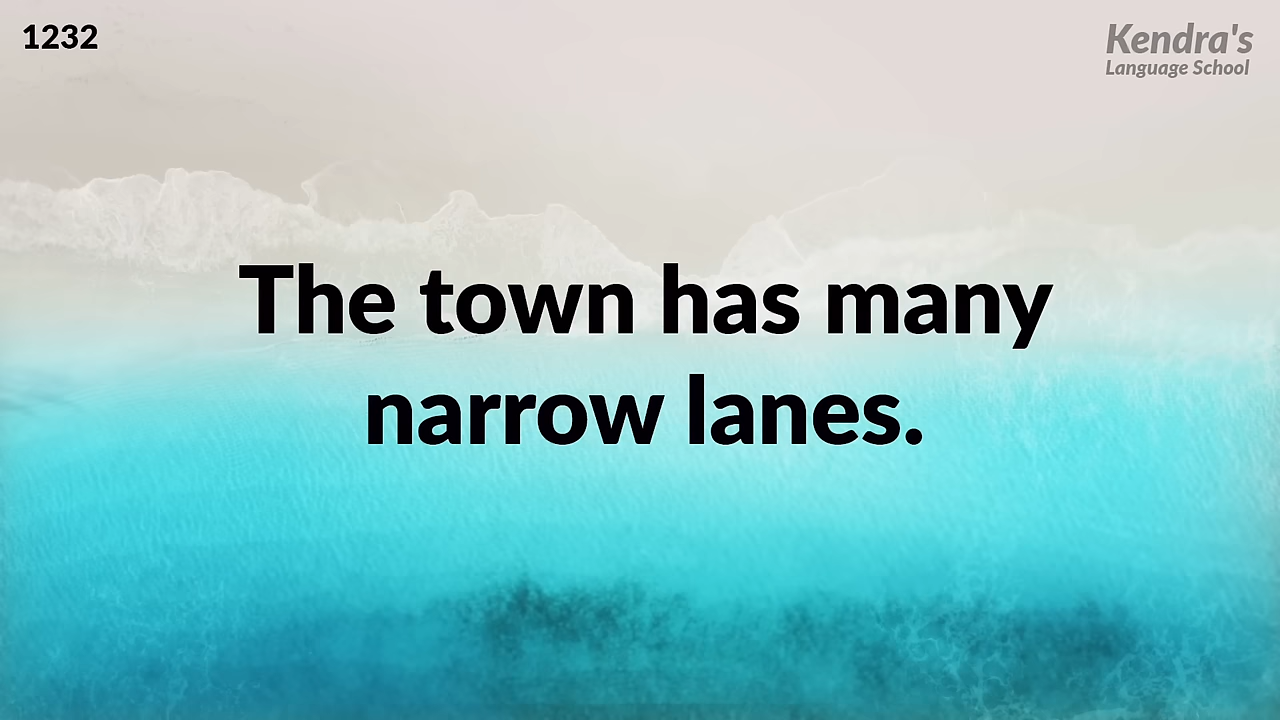 1232
Kendra's
Language School
The town has many
narrow lanes.